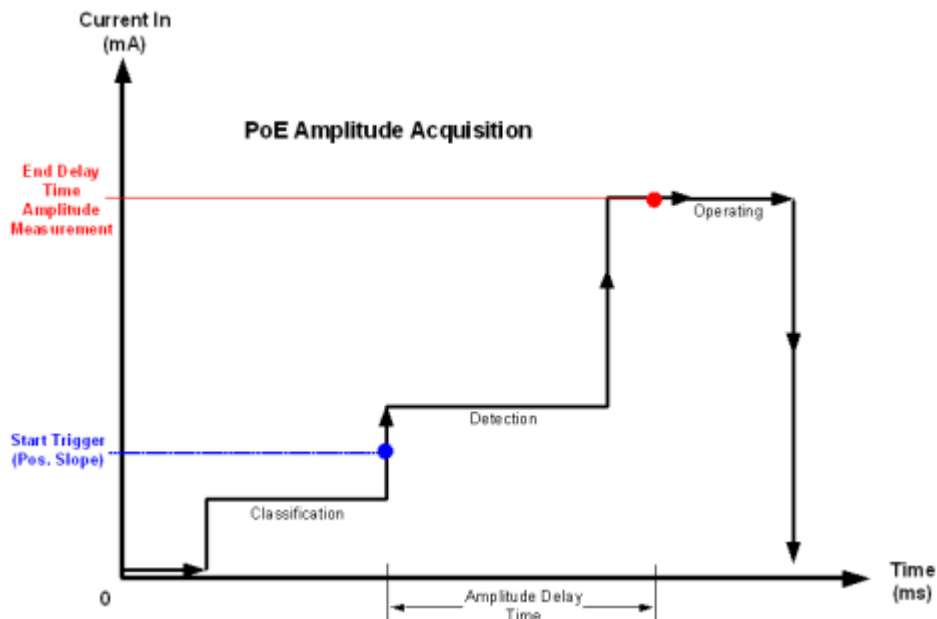 Current In
(mA)
PoE Amplitude Acquisition
End Delay
Time
Amplitude
Measurement
Operating
Detection
Start Trigger
(Pos. Slope)
Classification
0
Amplitude Delay
Time
Time
(ms)